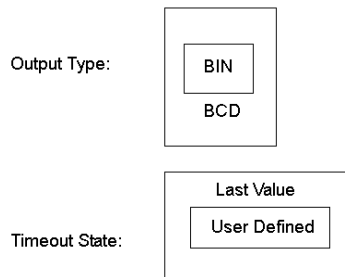 BIN
Output Type:
BCD
Last Value
User Defined
Timeout State: